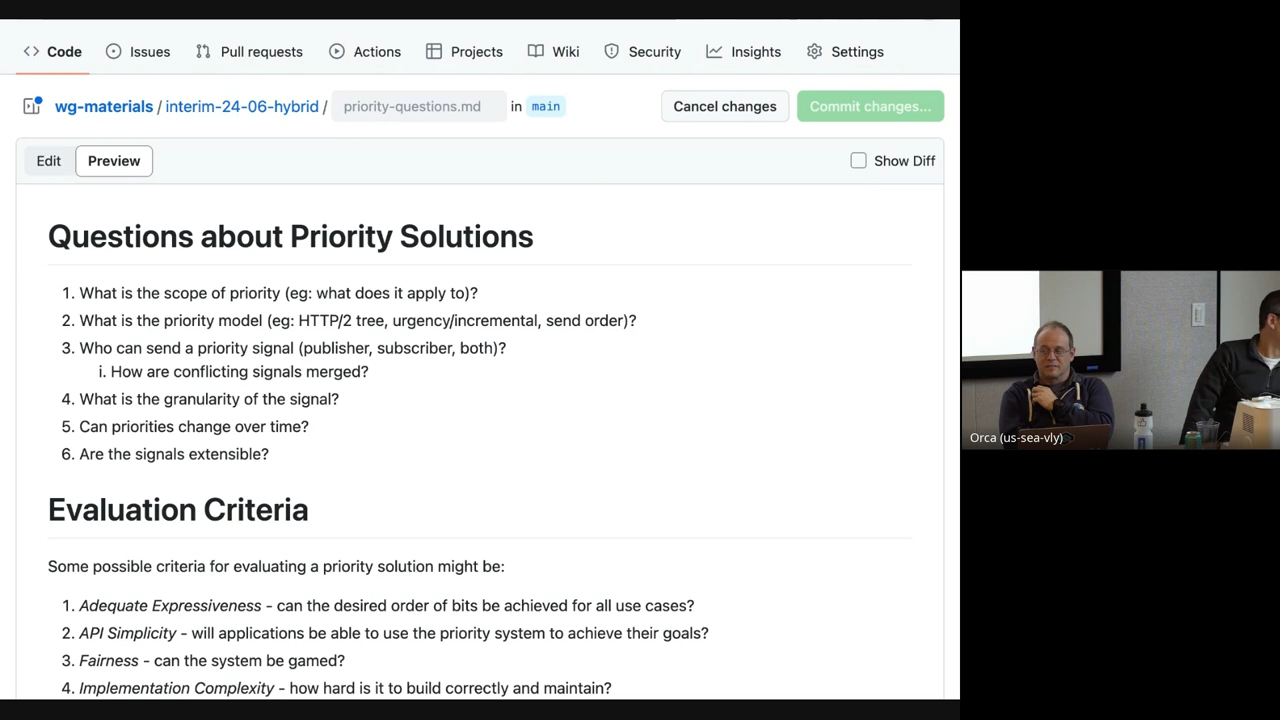 Code Issues Pull requests Actions Projects Wiki Security Insights Settings
wg-materials / interim-24-06-hybrid / priority-questions.md in main Cancel changes Commit changes...
Edit Preview Show Diff
Questions about Priority Solutions
1. What is the scope of priority (eg: what does it apply to)?
2. What is the priority model (eg: HTTP/2 tree, urgency/incremental, send order)?
3. Who can send a priority signal (publisher, subscriber, both)?
i. How are conflicting signals merged?
4. What is the granularity of the signal?
5. Can priorities change over time?
6. Are the signals extensible?
Evaluation Criteria
Some possible criteria for evaluating a priority solution might be:
1. Adequate Expressiveness - can the desired order of bits be achieved for all use cases?
2. API Simplicity - will applications be able to use the priority system to achieve their goals?
3. Fairness - can the system be gamed?
4. Implementation Complexity - how hard is it to build correctly and maintain?
Orca (us-sea-vly)